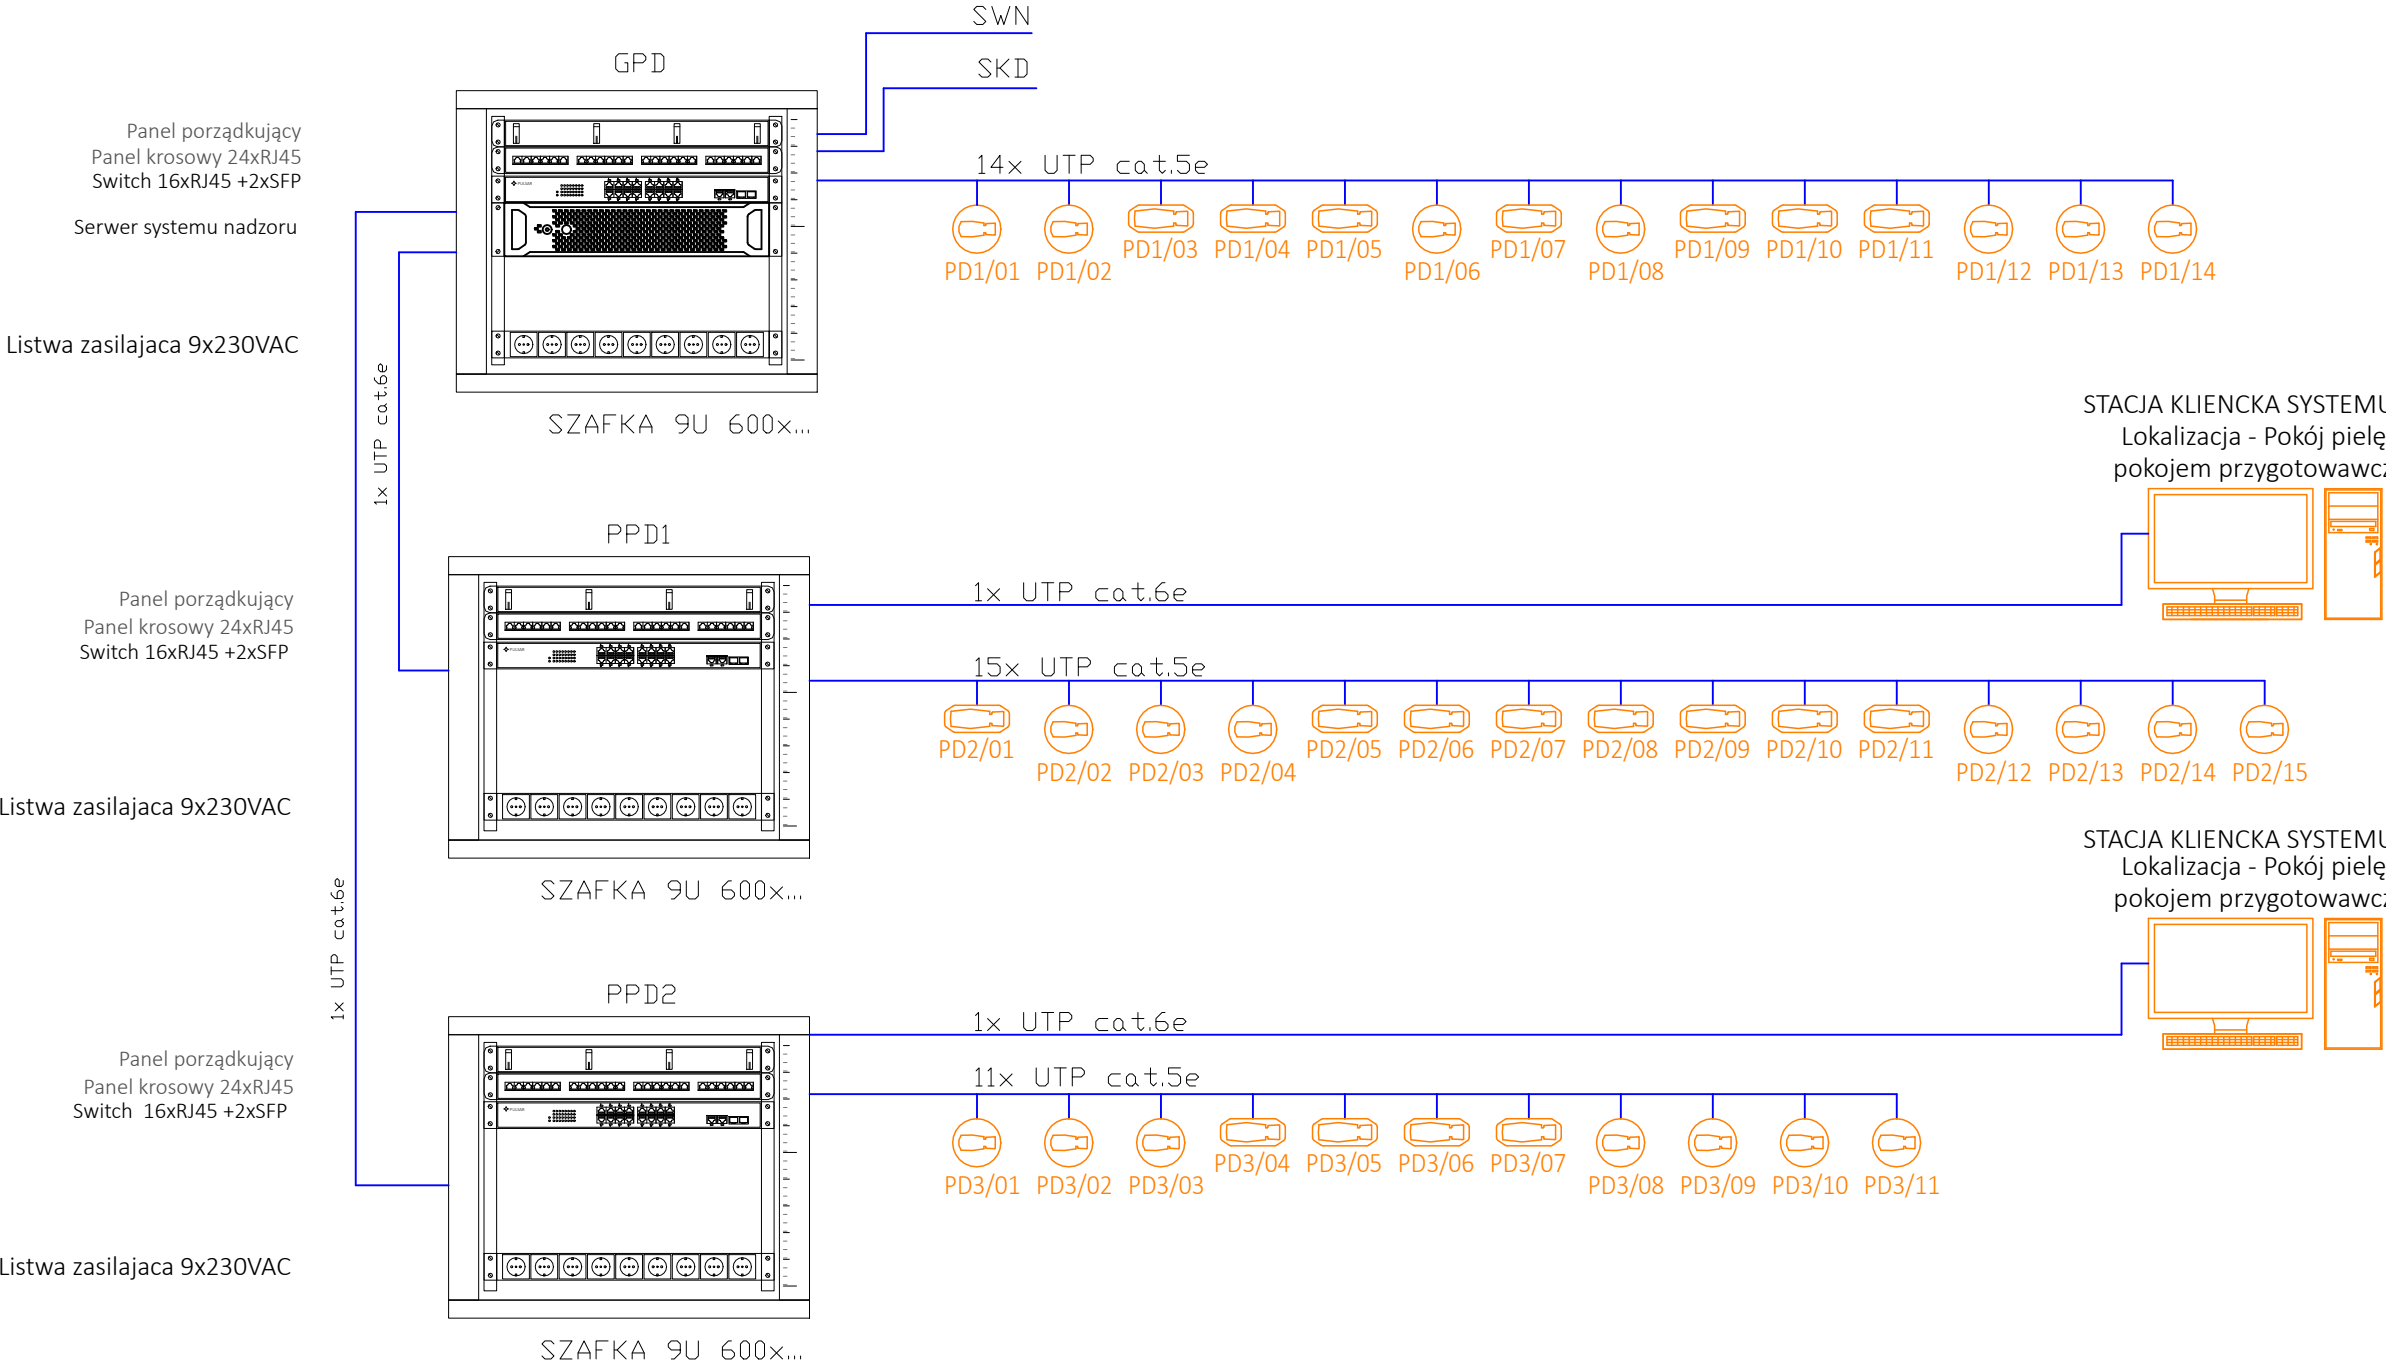 SWN
SKD
GPD
Panel porządkujący
Panel krosowy 24xRJ45
Switch 16xRJ45 +2xSFP
Serwer systemu nadzoru
Listwa zasilajaca 9x230VAC
PULSAR
14x UTP cat.5e
PD1/01 PD1/02 PD1/03 PD1/04 PD1/05 PD1/06 PD1/07 PD1/08 PD1/09 PD1/10 PD1/11 PD1/12 PD1/13 PD1/14
SZAFKA 9U 600x...
1x UTP cat.6e
STACJA KLIENCKA SYSTEMU
Lokalizacja - Pokój pielę
pokojem przygotowawcz
PPD1
Panel porządkujący
Panel krosowy 24xRJ45
Switch 16xRJ45 +2xSFP
Listwa zasilajaca 9x230VAC
PULSAR
1x UTP cat.6e
15x UTP cat.5e
PD2/01 PD2/02 PD2/03 PD2/04 PD2/05 PD2/06 PD2/07 PD2/08 PD2/09 PD2/10 PD2/11 PD2/12 PD2/13 PD2/14 PD2/15
SZAFKA 9U 600x...
1x UTP cat.6e
STACJA KLIENCKA SYSTEMU
Lokalizacja - Pokój pielę
pokojem przygotowawcz
PPD2
Panel porządkujący
Panel krosowy 24xRJ45
Switch 16xRJ45 +2xSFP
Listwa zasilajaca 9x230VAC
PULSAR
1x UTP cat.6e
11x UTP cat.5e
PD3/01 PD3/02 PD3/03 PD3/04 PD3/05 PD3/06 PD3/07 PD3/08 PD3/09 PD3/10 PD3/11
SZAFKA 9U 600x...